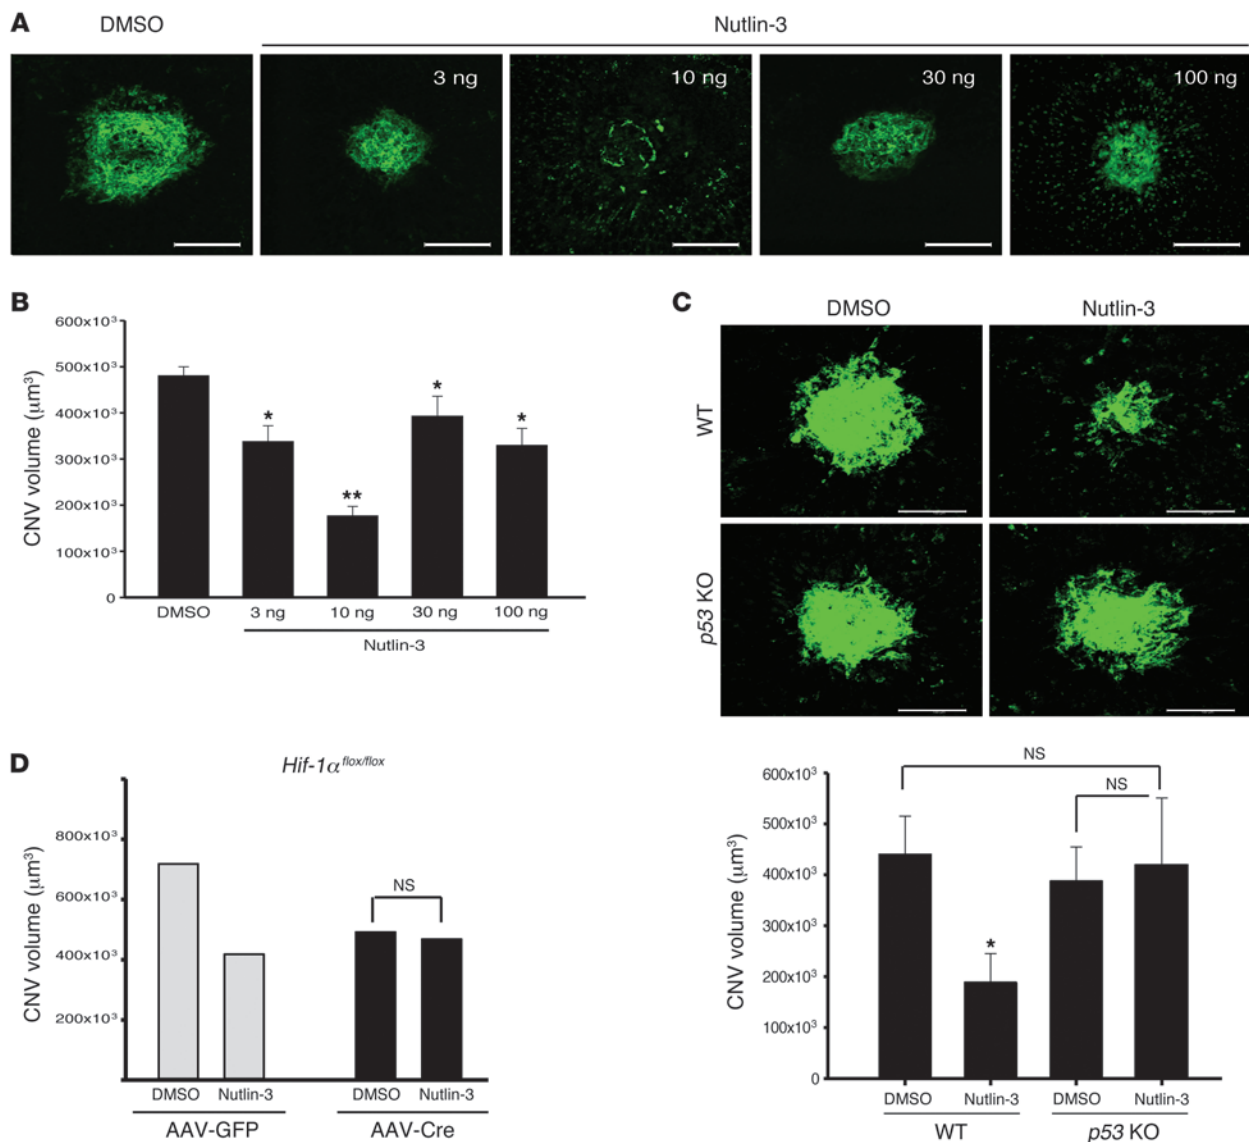 A
DMSO
Nutlin-3
3 ng
10 ng
30 ng
100 ng
B
CNV volume (μm³)
600x10³
500x10³
400x10³
300x10³
200x10³
100x10³
0
*
**
*
*
DMSO
3 ng
10 ng
30 ng
100 ng
Nutlin-3
C
DMSO
Nutlin-3
WT
p53 KO
D
Hif-1α flox/flox
CNV volume (μm³)
800x10³
600x10³
400x10³
200x10³
NS
DMSO
Nutlin-3
DMSO
Nutlin-3
AAV-GFP
AAV-Cre
CNV volume (μm³)
600x10³
500x10³
400x10³
300x10³
200x10³
100x10³
0
NS
NS
*
DMSO
Nutlin-3
DMSO
Nutlin-3
WT
p53 KO